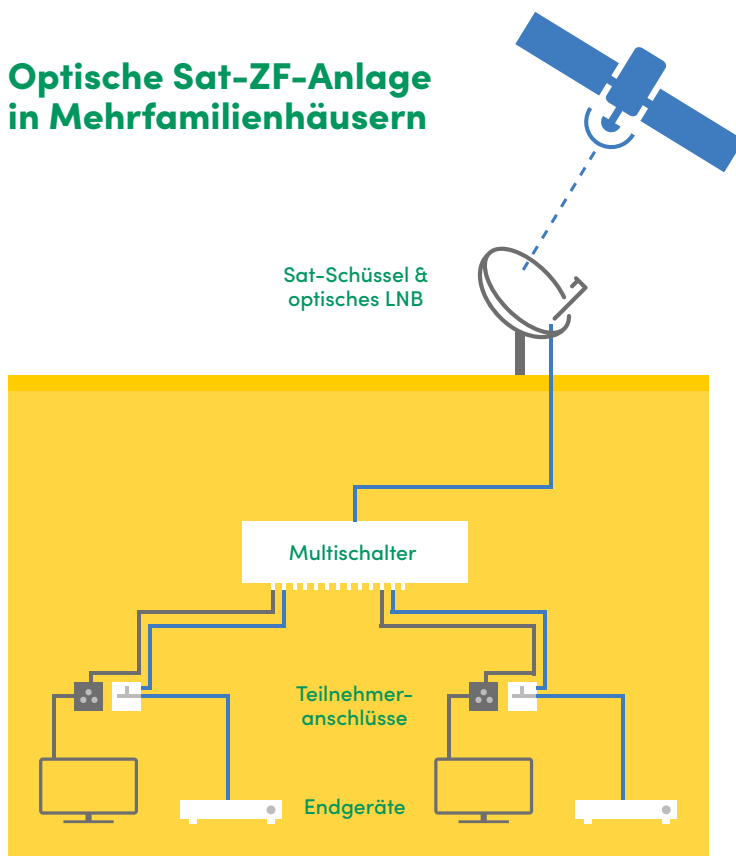 Optische Sat-ZF-Anlage
in Mehrfamilienhäusern
Sat-Schüssel &
optisches LNB
Multischalter
Teilnehmer-
anschlüsse
Endgeräte